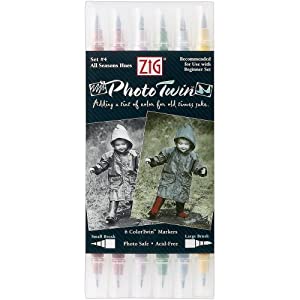 Set #4
All Seasons Hues
ZIG
Recommended
for Use with
Beginner Set
PhotoTwin
Adding a tint of color for old times sake.
6 ColorTwin Markers
Small Brush
Large Brush
Photo Safe • Acid-Free